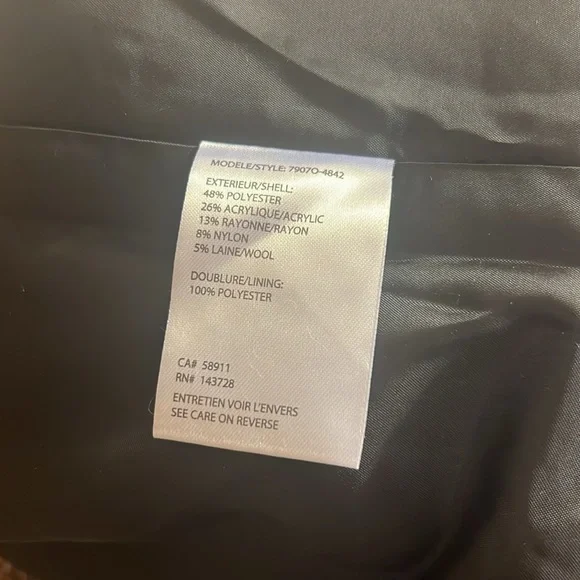 MODELE/STYLE: 7907O-4842
EXTERIEUR/SHELL:
48% POLYESTER
26% ACRYLIQUE/ACRYLIC
13% RAYONNE/RAYON
8% NYLON
5% LAINE/WOOL
DOUBLURE/LINING:
100% POLYESTER
CA# 58911
RN# 143728
ENTRETIEN VOIR L'ENVERS
SEE CARE ON REVERSE